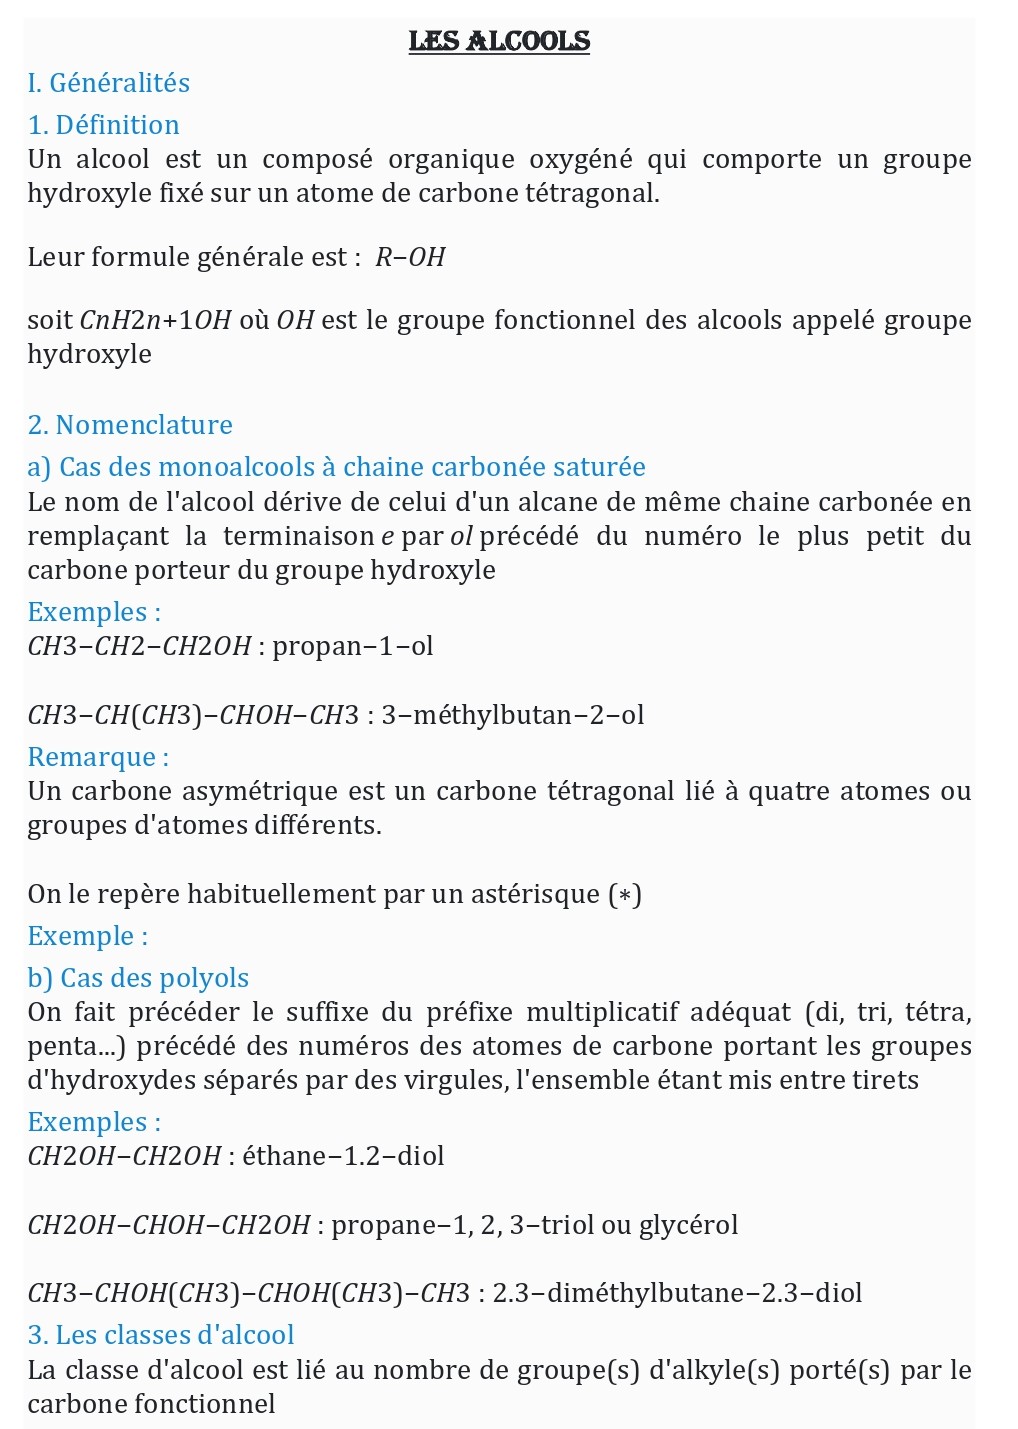 LES ALCOOLS
I. Généralités
1. Définition
Un alcool est un composé organique oxygéné qui comporte un groupe
hydroxyle fixé sur un atome de carbone tétragonal.
Leur formule générale est : R−OH
soit CnH2n+1OH où OH est le groupe fonctionnel des alcools appelé groupe
hydroxyle
2. Nomenclature
a) Cas des monoalcools à chaine carbonée saturée
Le nom de l'alcool dérive de celui d'un alcane de même chaine carbonée en
remplaçant la terminaison e par ol précédé du numéro le plus petit du
carbone porteur du groupe hydroxyle
Exemples :
CH3−CH2−CH2OH : propan−1−ol
CH3−CH(CH3)−CHOH−CH3 : 3−méthylbutan−2−ol
Remarque :
Un carbone asymétrique est un carbone tétragonal lié à quatre atomes ou
groupes d'atomes différents.
On le repère habituellement par un astérisque (∗)
Exemple :
b) Cas des polyols
On fait précéder le suffixe du préfixe multiplicatif adéquat (di, tri, tétra,
penta...) précédé des numéros des atomes de carbone portant les groupes
d'hydroxydes séparés par des virgules, l'ensemble étant mis entre tirets
Exemples :
CH2OH−CH2OH : éthane−1.2−diol
CH2OH−CHOH−CH2OH : propane−1, 2, 3−triol ou glycérol
CH3−CHOH(CH3)−CHOH(CH3)−CH3 : 2.3−diméthylbutane−2.3−diol
3. Les classes d'alcool
La classe d'alcool est lié au nombre de groupe(s) d'alkyle(s) porté(s) par le
carbone fonctionnel